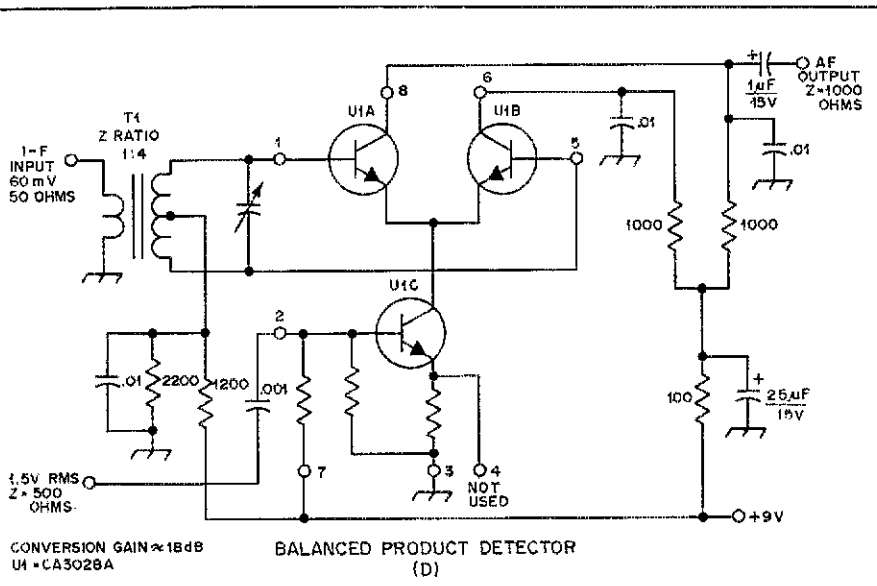 T1
Z RATIO
1:4
I-F
INPUT
60 mV
50 OHMS
1
U1A
8
6
U1B
5
.01
+
1µF
15V
AF
OUTPUT
Z=1000
OHMS
.01
1000
1000
U1C
2
.01
2200
1200
.001
7
3
4
NOT
USED
100
+
25µF
15V
1.5V RMS
Z=500
OHMS
+9V
CONVERSION GAIN ≈ 18dB
U1 = CA3028A
BALANCED PRODUCT DETECTOR
(D)